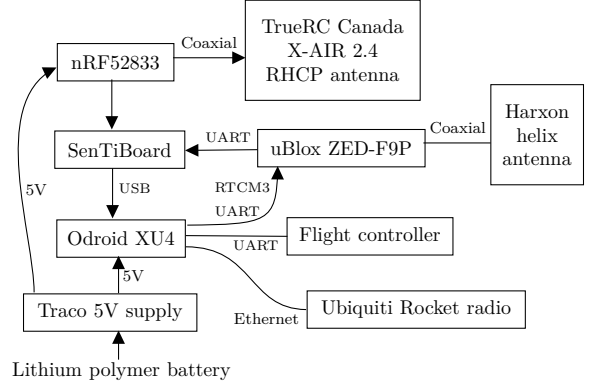 TrueRC Canada
X-AIR 2.4
RHCP antenna
Coaxial
nRF52833
Harxon
helix
antenna
Coaxial
UART
SenTiBoard
uBlox ZED-F9P
5V
USB
RTCM3
UART
Odroid XU4
UART
Flight controller
5V
Traco 5V supply
Ethernet
Ubiquiti Rocket radio
Lithium polymer battery